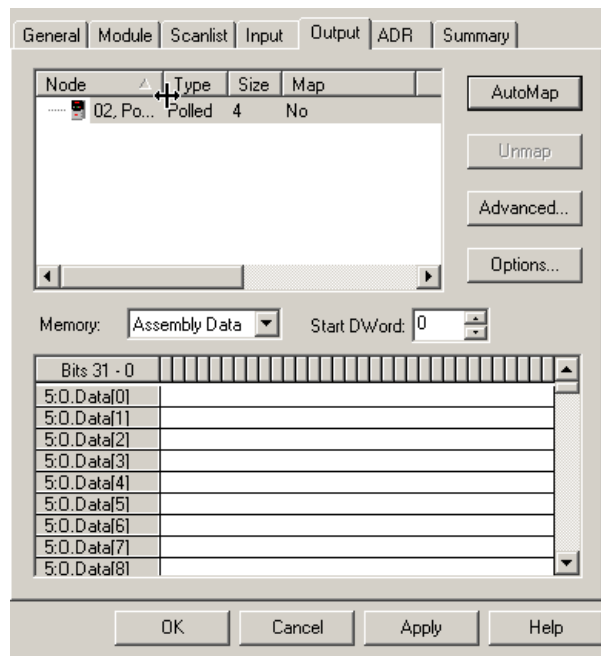 General Module Scanlist Input Output ADR Summary
Node Type Size Map
02, Po... Polled 4 No
AutoMap
Unmap
Advanced...
Options...
Memory: Assembly Data Start DWord: 0
Bits 31 - 0
5:O.Data[0]
5:O.Data[1]
5:O.Data[2]
5:O.Data[3]
5:O.Data[4]
5:O.Data[5]
5:O.Data[6]
5:O.Data[7]
5:O.Data[8]
OK Cancel Apply Help